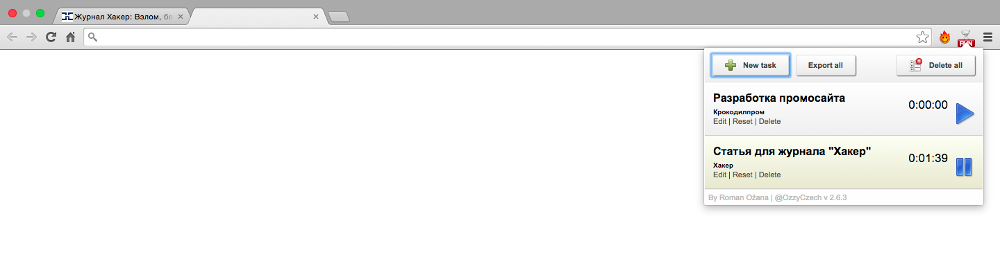 Журнал Хакер: Взлом, бе
RUN
New task
Export all
Delete all
Разработка промосайта
0:00:00
Крокодилпром
Edit | Reset | Delete
Статья для журнала "Хакер"
0:01:39
Хакер
Edit | Reset | Delete
By Roman Ožana | @OzzyCzech v 2.6.3